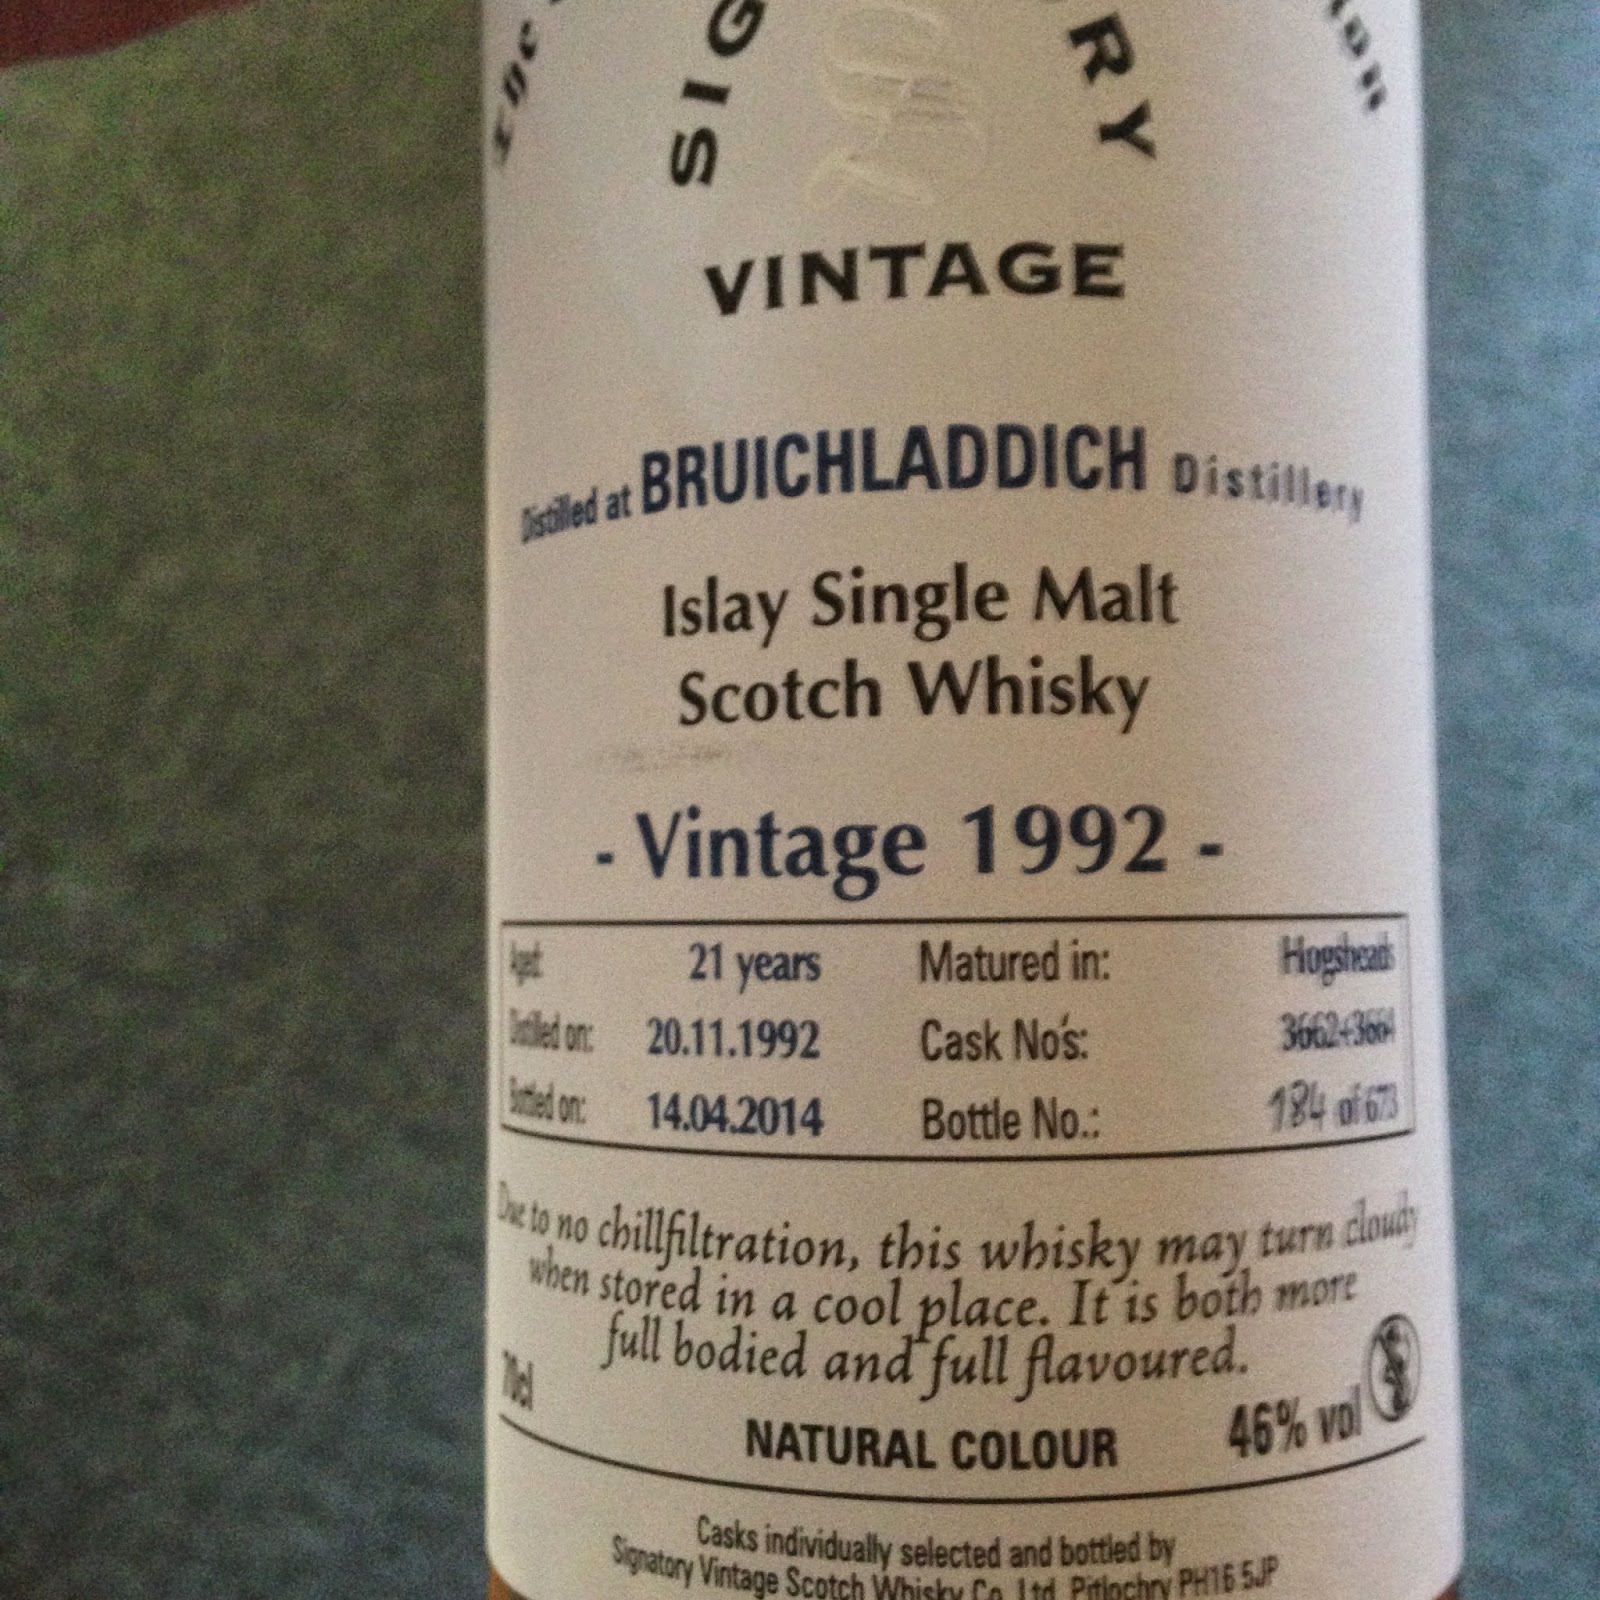 The
SIG RY
VINTAGE
Distilled at BRUICHLADDICH Distillery
Islay Single Malt
Scotch Whisky
- Vintage 1992 -
Aged: 21 years Matured in: Hogsheads
Distilled on: 20.11.1992 Cask No's: 3662+3664
Bottled on: 14.04.2014 Bottle No.: 184 of 673
Due to no chillfiltration, this whisky may turn cloudy
when stored in a cool place. It is both more
full bodied and full flavoured.
70cl
NATURAL COLOUR 46% vol
Casks individually selected and bottled by
Signatory Vintage Scotch Whisky Co. Ltd. Pitlochry PH16 5JP